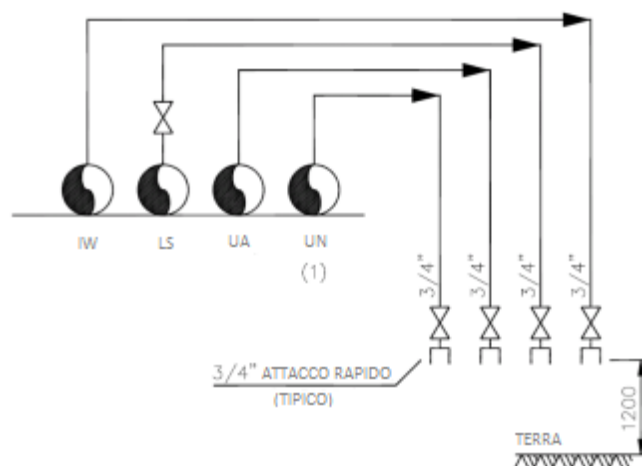 IW LS UA UN
(1)
3/4" 3/4" 3/4" 3/4"
3/4" ATTACCO RAPIDO
(TIPICO)
1200
TERRA